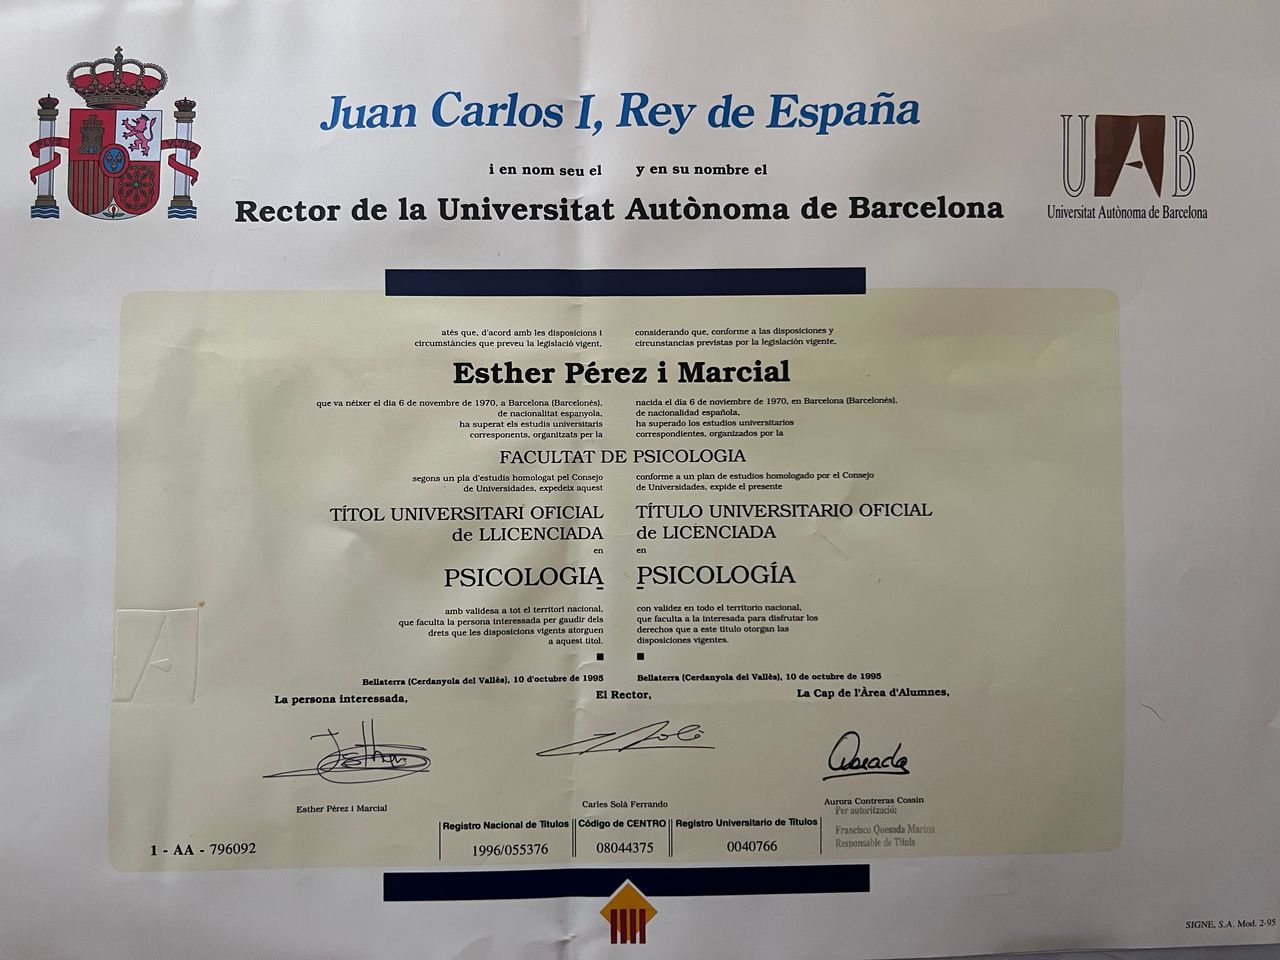 Juan Carlos I, Rey de España
i en nom seu el y en su nombre el
Rector de la Universitat Autònoma de Barcelona
UAB
Universitat Autònoma de Barcelona
atès que, d'acord amb les disposicions i
circumstàncies que preveu la legislació vigent,
considerando que, conforme a las disposiciones y
circunstancias previstas por la legislación vigente,
Esther Pérez i Marcial
que va néixer el dia 6 de novembre de 1970, a Barcelona (Barcelonès),
de nacionalitat espanyola,
ha superat els estudis universitaris
corresponents, organitzats per la
nacida el día 6 de noviembre de 1970, en Barcelona (Barcelonés),
de nacionalidad española,
ha superado los estudios universitarios
correspondientes, organizados por la
FACULTAT DE PSICOLOGIA
segons un pla d'estudis homologat pel Consejo
de Universidades, expedeix aquest
conforme a un plan de estudios homologado por el Consejo
de Universidades, expide el presente
TÍTOL UNIVERSITARI OFICIAL
de LLICENCIADA
en
PSICOLOGIA
TÍTULO UNIVERSITARIO OFICIAL
de LICENCIADA
en
PSICOLOGÍA
amb validesa a tot el territori nacional,
que faculta la persona interessada per gaudir dels
drets que les disposicions vigents atorguen
a aquest títol.
con validez en todo el territorio nacional,
que faculta a la interesada para disfrutar los
derechos que a este título otorgan las
disposiciones vigentes.
Bellaterra (Cerdanyola del Vallès), 10 d'octubre de 1995
Bellaterra (Cerdanyola del Vallès), 10 de octubre de 1995
La persona interessada,
El Rector,
La Cap de l'Àrea d'Alumnes,
Esther Pérez i Marcial
Carles Solà Ferrando
Aurora Contreras Cossin
Per autorització:
Francisco Quesada Martos
Responsable de Títols
Registro Nacional de Títulos
1996/055376
Código de CENTRO
08044375
Registro Universitario de Títulos
0040766
1 - AA - 796092
SIGNE, S.A. Mod. 2-95